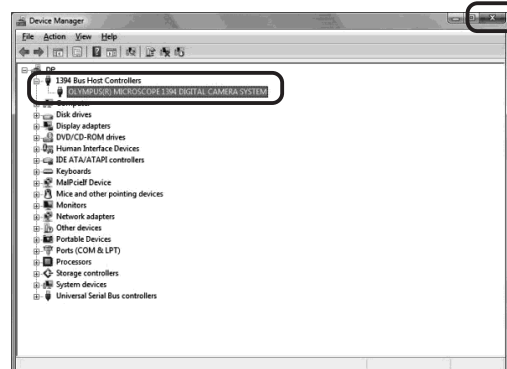 Device Manager
File Action View Help
DP
1394 Bus Host Controllers
OLYMPUS(R) MICROSCOPE 1394 DIGITAL CAMERA SYSTEM
Computer
Disk drives
Display adapters
DVD/CD-ROM drives
Human Interface Devices
IDE ATA/ATAPI controllers
Keyboards
MalPcieIf Device
Mice and other pointing devices
Monitors
Network adapters
Other devices
Portable Devices
Ports (COM & LPT)
Processors
Storage controllers
System devices
Universal Serial Bus controllers